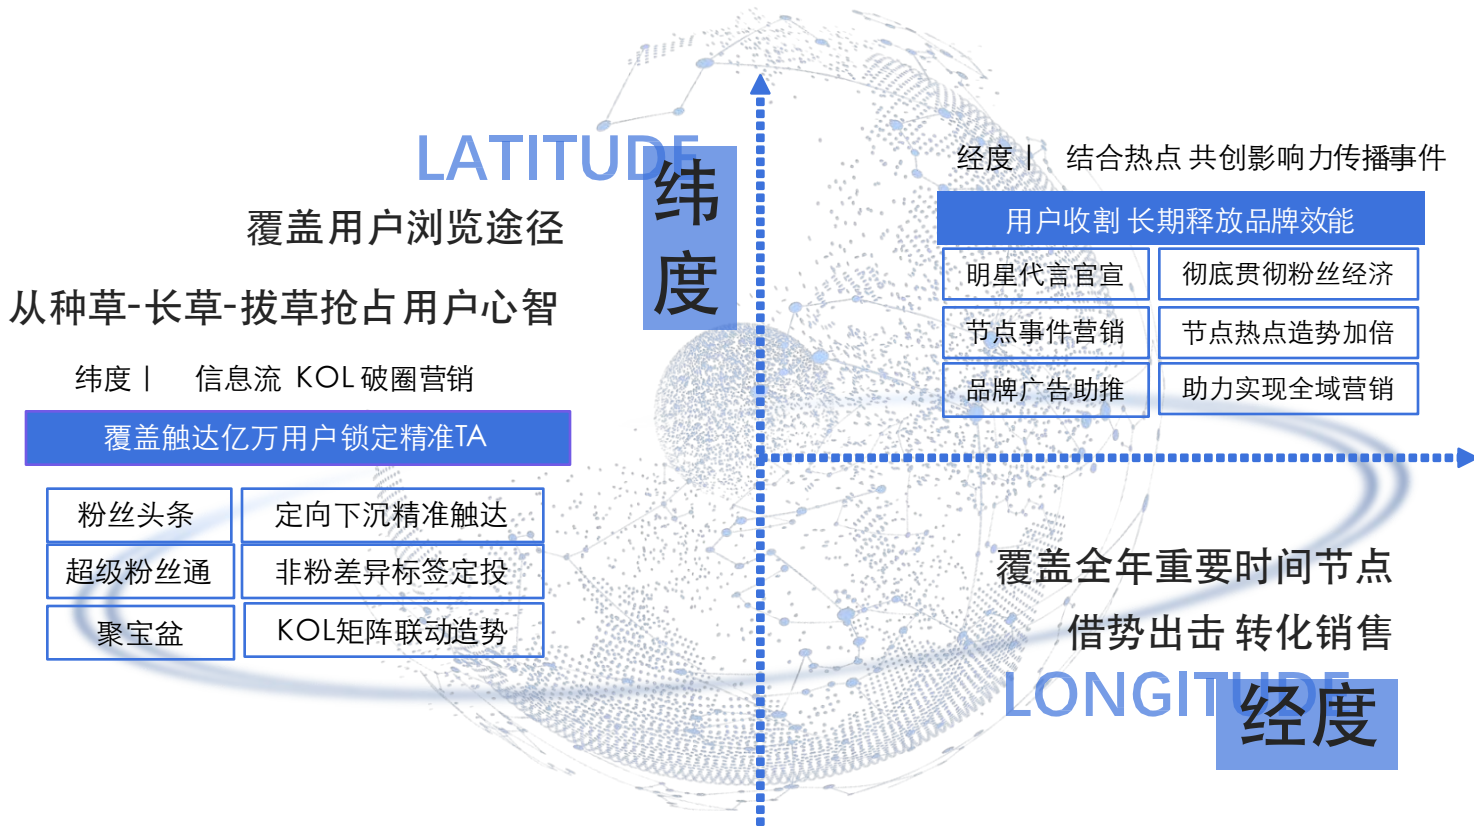 LATITUDE
纬度
覆盖用户浏览途径
从种草-长草-拔草抢占用户心智
纬度丨 信息流 KOL破圈营销
覆盖触达亿万用户锁定精准TA
粉丝头条 定向下沉精准触达
超级粉丝通 非粉差异标签定投
聚宝盆 KOL矩阵联动造势
经度丨 结合热点 共创影响力传播事件
用户收割 长期释放品牌效能
明星代言官宣 彻底贯彻粉丝经济
节点事件营销 节点热点造势加倍
品牌广告助推 助力实现全域营销
覆盖全年重要时间节点
借势出击 转化销售
LONGITUDE
经度